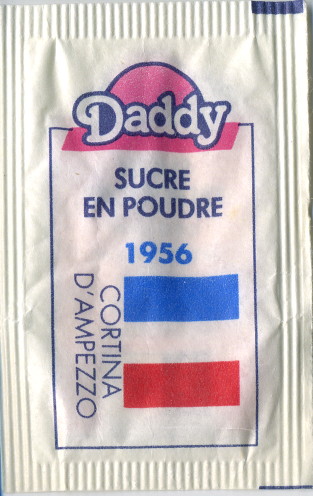 Daddy
SUCRE
EN POUDRE
1956
CORTINA
D'AMPEZZO